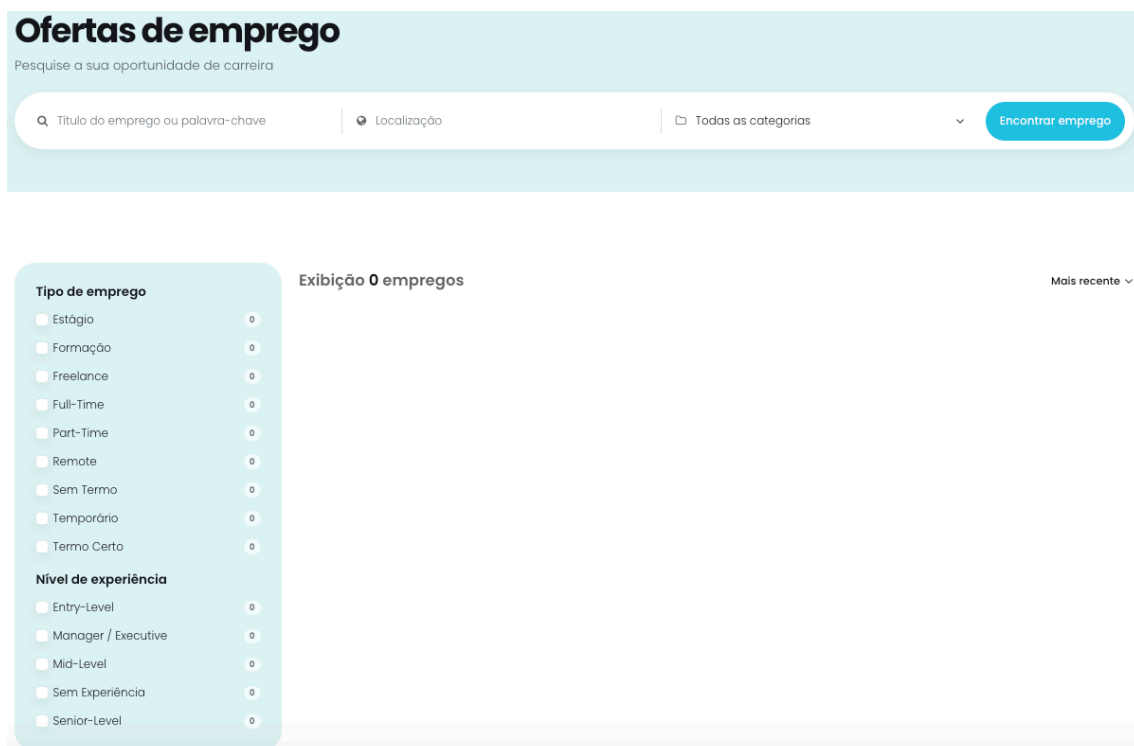 Ofertas de emprego
Pesquise a sua oportunidade de carreira
Título do emprego ou palavra-chave
Localização
Todas as categorias
Encontrar emprego
Tipo de emprego
Estágio 0
Formação 0
Freelance 0
Full-Time 0
Part-Time 0
Remote 0
Sem Termo 0
Temporário 0
Termo Certo 0
Nível de experiência
Entry-Level 0
Manager / Executive 0
Mid-Level 0
Sem Experiência 0
Senior-Level 0
Exibição 0 empregos
Mais recente